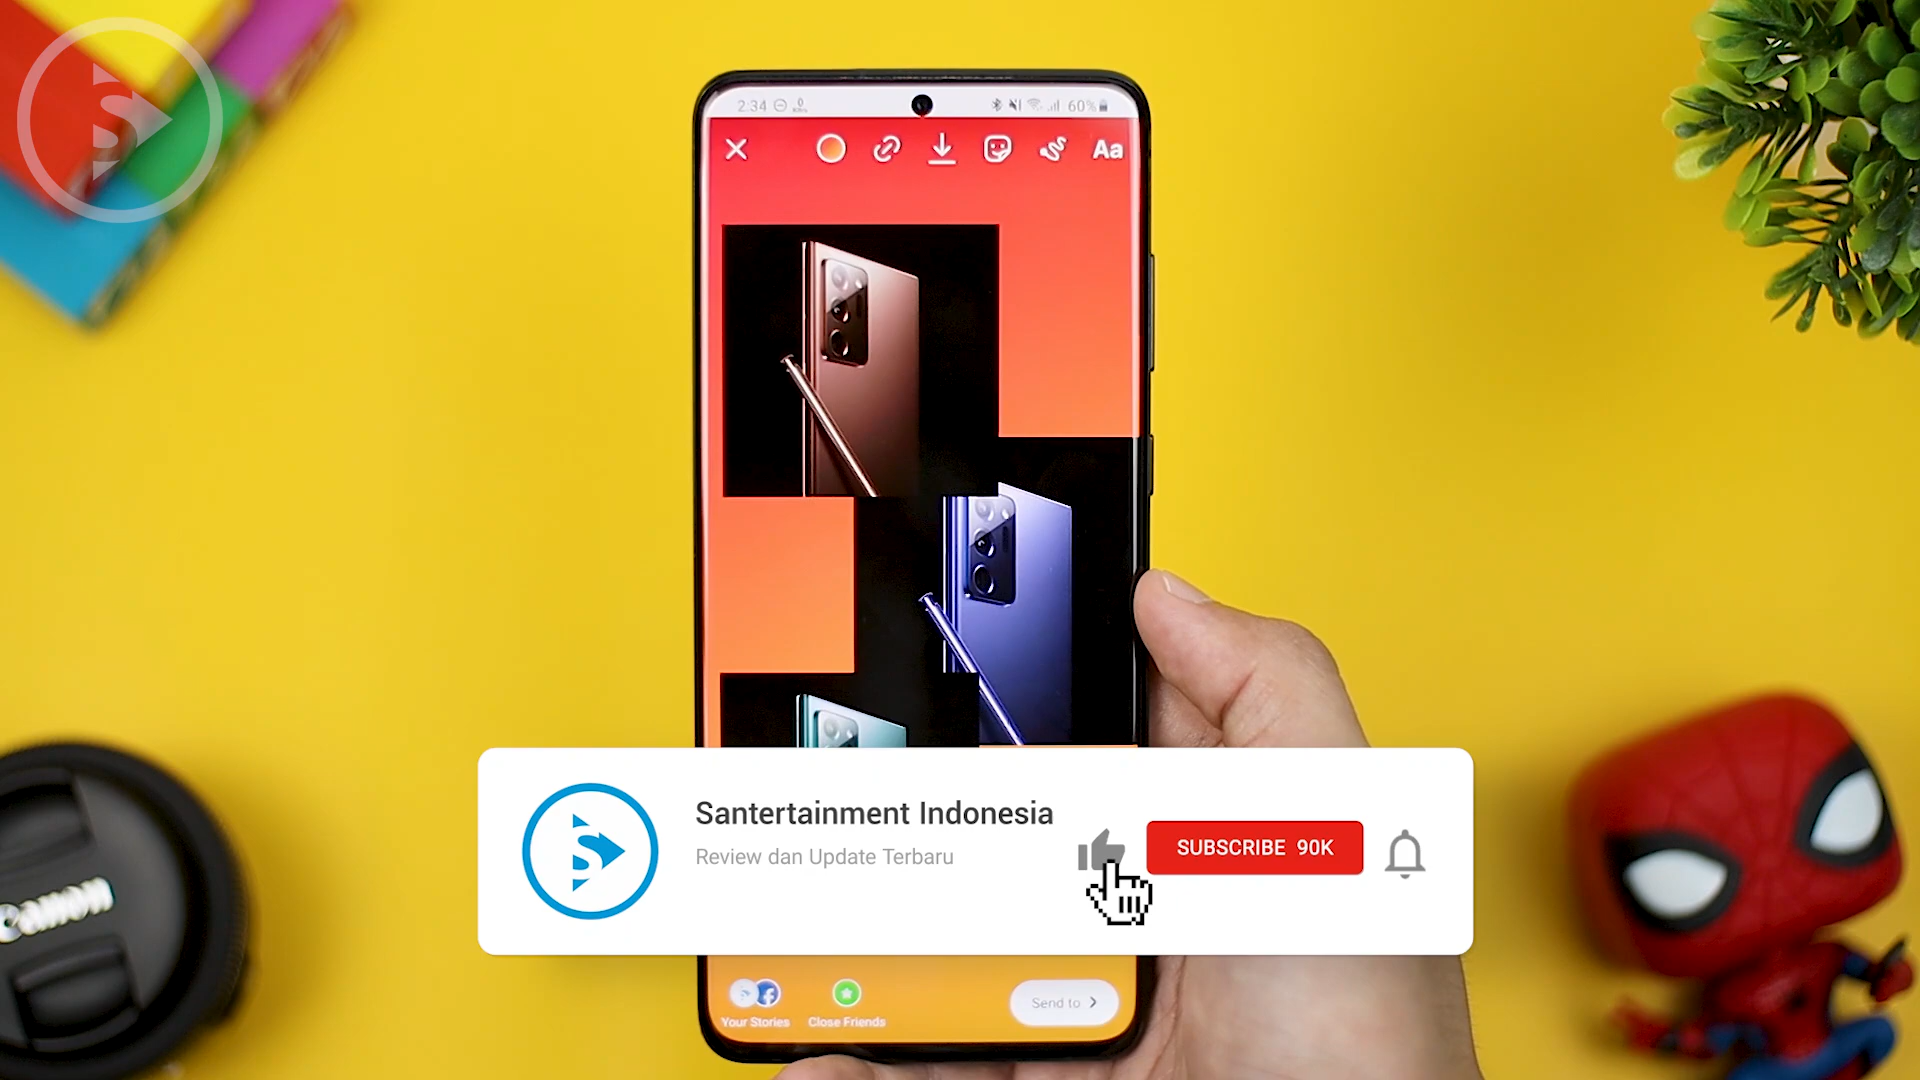 2:34
60%
Aa
Santertainment Indonesia
Review dan Update Terbaru
SUBSCRIBE 90K
Canon
Your Stories
Close Friends
Send to